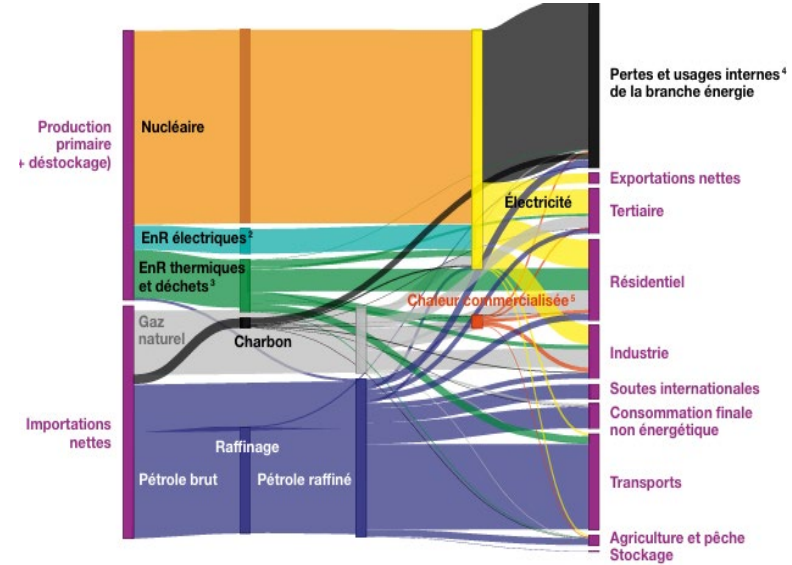 Production
primaire
+ déstockage)
Nucléaire
EnR électriques²
EnR thermiques
et déchets³
Gaz
naturel
Charbon
Importations
nettes
Raffinage
Pétrole brut
Pétrole raffiné
Électricité
Chaleur commercialisée⁵
Pertes et usages internes⁴
de la branche énergie
Exportations nettes
Tertiaire
Résidentiel
Industrie
Soutes internationales
Consommation finale
non énergétique
Transports
Agriculture et pêche
Stockage